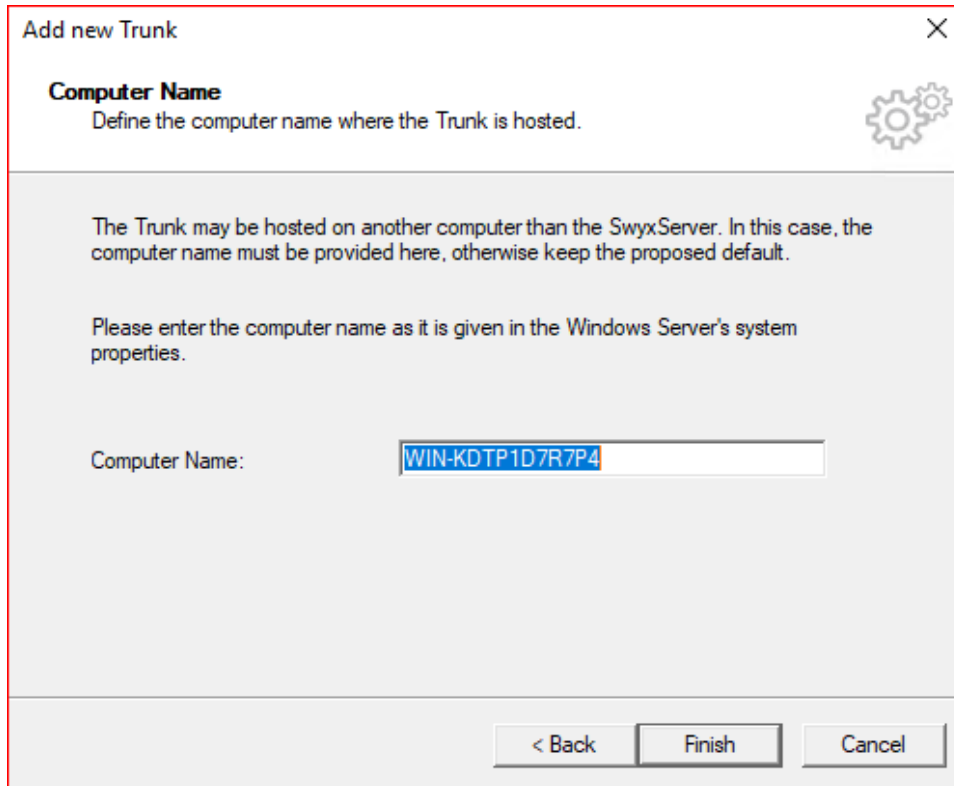 Add new Trunk
Computer Name
Define the computer name where the Trunk is hosted.
The Trunk may be hosted on another computer than the SwyxServer. In this case, the
computer name must be provided here, otherwise keep the proposed default.
Please enter the computer name as it is given in the Windows Server's system
properties.
Computer Name: WIN-KDTP1D7R7P4
< Back Finish Cancel